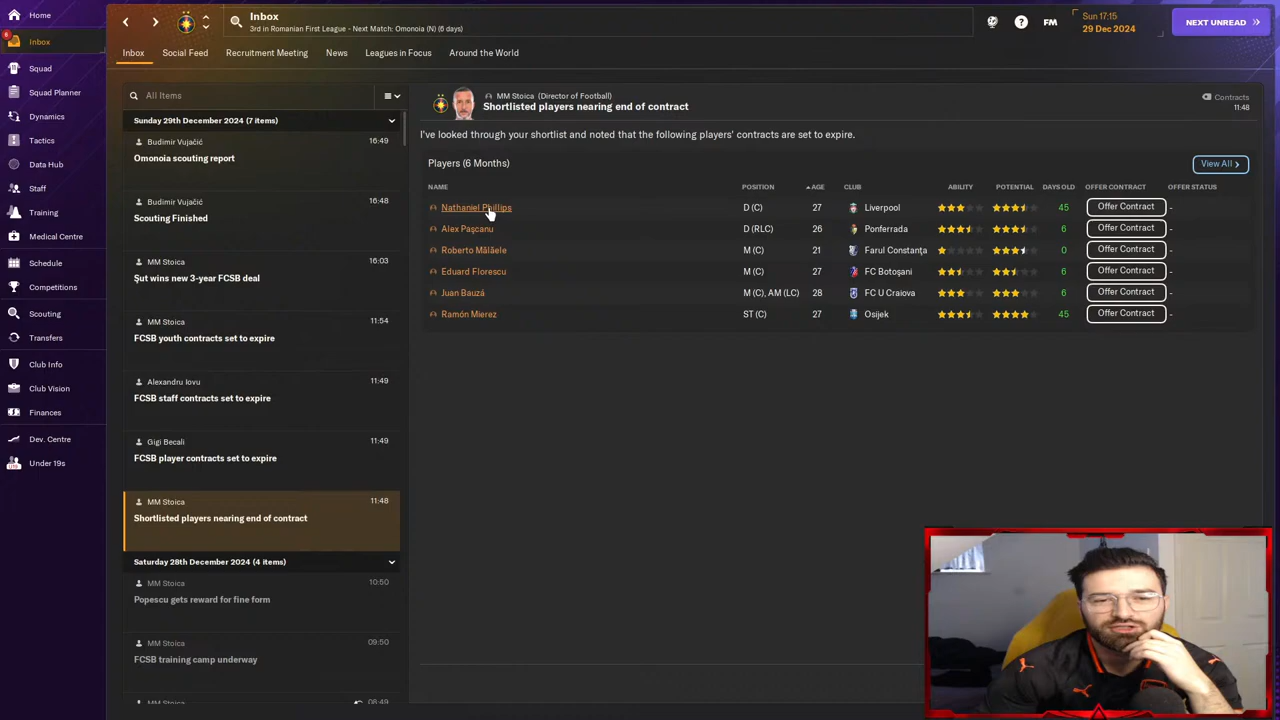 Home
Inbox
3rd in Romanian First League - Next Match: Omonoia (N) (6 days)
FM
Sun 17:15
29 Dec 2024
NEXT UNREAD
6
Inbox
Inbox
Social Feed
Recruitment Meeting
News
Leagues in Focus
Around the World
Squad
Squad Planner
Dynamics
Tactics
Data Hub
Staff
Training
Medical Centre
Schedule
Competitions
Scouting
Transfers
Club Info
Club Vision
Finances
Dev. Centre
Under 19s
U19
All Items
Sunday 29th December 2024 (7 items)
Budimir Vujačić 16:49
Omonoia scouting report
Budimir Vujačić 16:48
Scouting Finished
MM Stoica 16:03
Șut wins new 3-year FCSB deal
MM Stoica 11:54
FCSB youth contracts set to expire
Alexandru Iovu 11:49
FCSB staff contracts set to expire
Gigi Becali 11:49
FCSB player contracts set to expire
MM Stoica 11:48
Shortlisted players nearing end of contract
Saturday 28th December 2024 (4 items)
MM Stoica 10:50
Popescu gets reward for fine form
MM Stoica 09:50
FCSB training camp underway
MM Stoica 08:49
MM Stoica (Director of Football)
Shortlisted players nearing end of contract
Contracts
11:48
I've looked through your shortlist and noted that the following players' contracts are set to expire.
Players (6 Months)
View All
NAME POSITION AGE CLUB ABILITY POTENTIAL DAYS OLD OFFER CONTRACT OFFER STATUS
Nathaniel Phillips D (C) 27 Liverpool 45 Offer Contract -
Alex Pașcanu D (RLC) 26 Ponferrada 6 Offer Contract -
Roberto Mălăele M (C) 21 Farul Constanța 0 Offer Contract -
Eduard Florescu M (C) 27 FC Botoșani 6 Offer Contract -
Juan Bauzá M (C), AM (LC) 28 FC U Craiova 6 Offer Contract -
Ramón Mierez ST (C) 27 Osijek 45 Offer Contract -